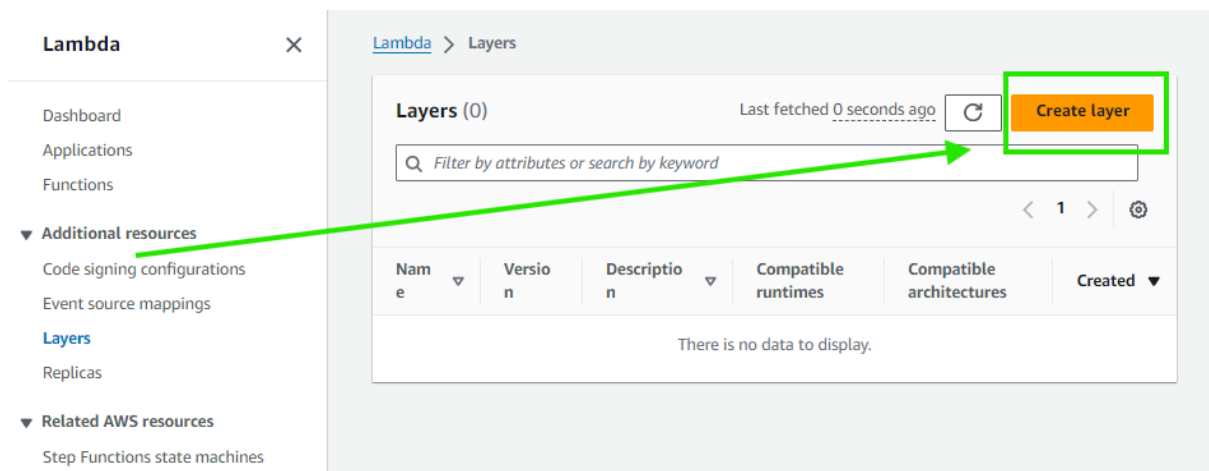 Lambda
Dashboard
Applications
Functions
Additional resources
Code signing configurations
Event source mappings
Layers
Replicas
Related AWS resources
Step Functions state machines
Lambda > Layers
Layers (0)
Last fetched 0 seconds ago
Create layer
Filter by attributes or search by keyword
1
Nam
e
Versio
n
Descriptio
n
Compatible
runtimes
Compatible
architectures
Created
There is no data to display.